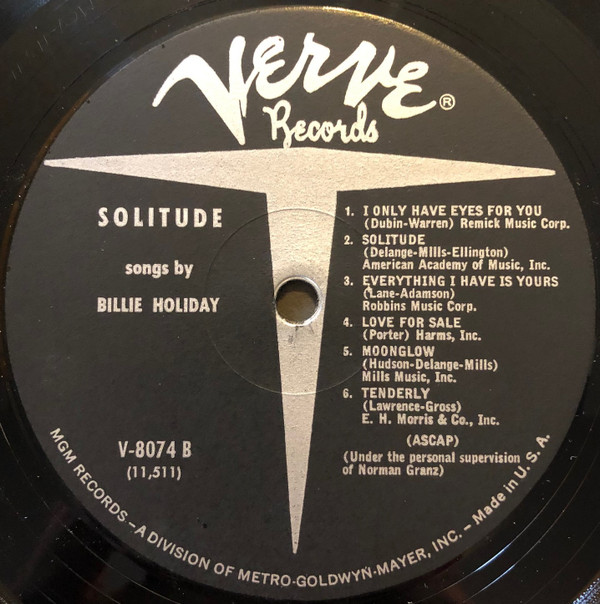 VERVE ®
Records
SOLITUDE
songs by
BILLIE HOLIDAY
1. I ONLY HAVE EYES FOR YOU
(Dubin-Warren) Remick Music Corp.
2. SOLITUDE
(Delange-Mills-Ellington)
American Academy of Music, Inc.
3. EVERYTHING I HAVE IS YOURS
(Lane-Adamson)
Robbins Music Corp.
4. LOVE FOR SALE
(Porter) Harms, Inc.
5. MOONGLOW
(Hudson-Delange-Mills)
Mills Music, Inc.
6. TENDERLY
(Lawrence-Gross)
E. H. Morris & Co., Inc.
(ASCAP)
(Under the personal supervision
of Norman Granz)
V-8074 B
(11,511)
MGM RECORDS – A DIVISION OF METRO-GOLDWYN-MAYER, INC. – Made in U. S. A.